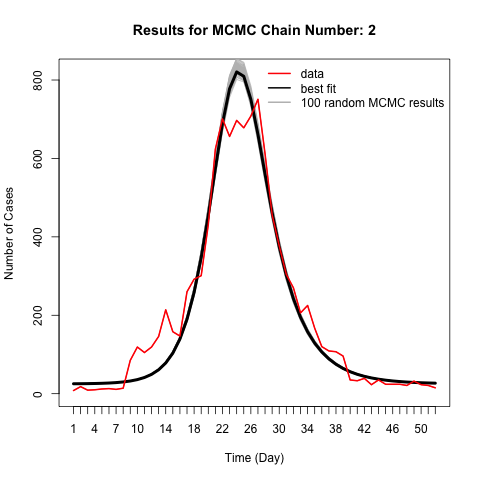 Results for MCMC Chain Number: 2
data
best fit
100 random MCMC results
Number of Cases
800
600
400
200
0
1 4 7 10 14 18 22 26 30 34 38 42 46 50
Time (Day)